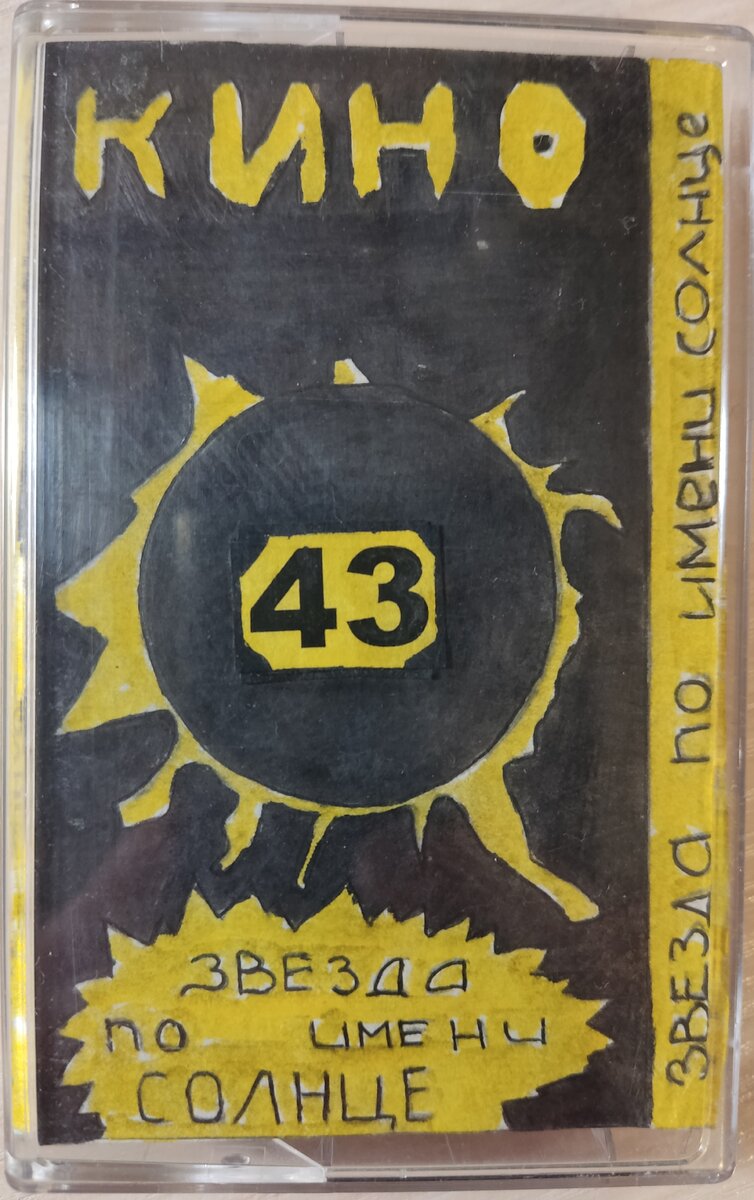 КИНО
43
ЗВЕЗДА
ПО ИМЕНИ
СОЛНЦЕ
ЗВЕЗДА ПО ИМЕНИ СОЛНЦЕ